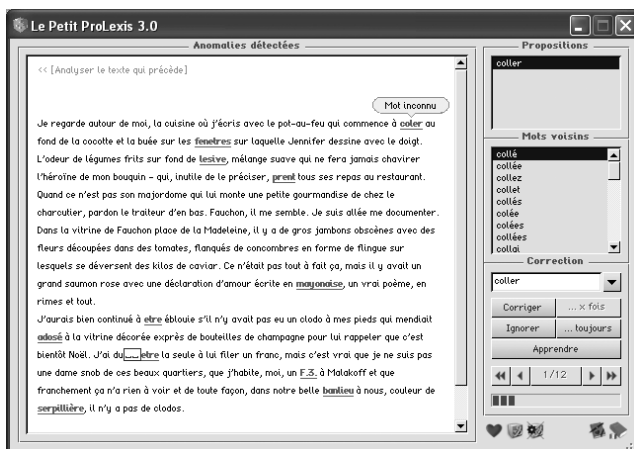 Le Petit ProLexis 3.0
Anomalies détectées
<< [Analyser le texte qui précède]
Mot inconnu
Je regarde autour de moi, la cuisine où j'écris avec le pot-au-feu qui commence à coler au
fond de la cocotte et la buée sur les fenetres sur laquelle Jennifer dessine avec le doigt.
L'odeur de légumes frits sur fond de lesive, mélange suave qui ne fera jamais chavirer
l'héroïne de mon bouquin - qui, inutile de le préciser, prent tous ses repas au restaurant.
Quand ce n'est pas son majordome qui lui monte une petite gourmandise de chez le
charcutier, pardon le traiteur d'en bas. Fauchon, il me semble. Je suis allée me documenter.
Dans la vitrine de Fauchon place de la Madeleine, il y a de gros jambons obscènes avec des
fleurs découpées dans des tomates, flanqués de concombres en forme de flingue sur
lesquels se déversent des kilos de caviar. Ce n'était pas tout à fait ça, mais il y avait un
grand saumon rose avec une déclaration d'amour écrite en mayonaise, un vrai poème, en
rimes et tout.
J'aurais bien continué à etre éblouie s'il n'y avait pas eu un clodo à mes pieds qui mendiait
adosé à la vitrine décorée exprès de bouteilles de champagne pour lui rappeler que c'est
bientôt Noël. J'ai du etre la seule à lui filer un franc, mais c'est vrai que je ne suis pas
une dame snob de ces beaux quartiers, que j'habite, moi, un F.3. à Malakoff et que
franchement ça n'a rien à voir et de toute façon, dans notre belle banlieu à nous, couleur de
serpillière, il n'y a pas de clodos.
Propositions
coller
Mots voisins
collé
collée
collez
collet
collés
colée
colées
collées
collai
Correction
coller
Corriger
... x fois
Ignorer
... toujours
Apprendre
1/12